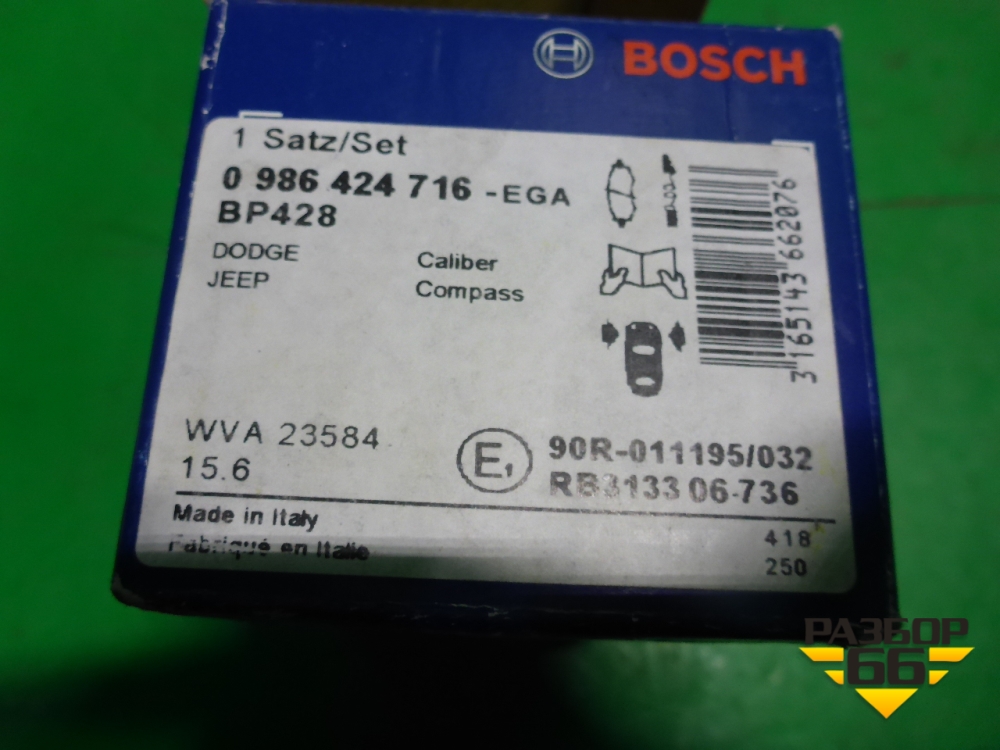 BOSCH
1 Satz/Set
0 986 424 716 -EGA
BP428
DODGE Caliber
JEEP Compass
3165143662076
WVA 23584
15.6
E1 90R-011195/032
RB3133 06-736
Made in Italy
Fabriqué en Italie
418
250
РАЗБОР
66